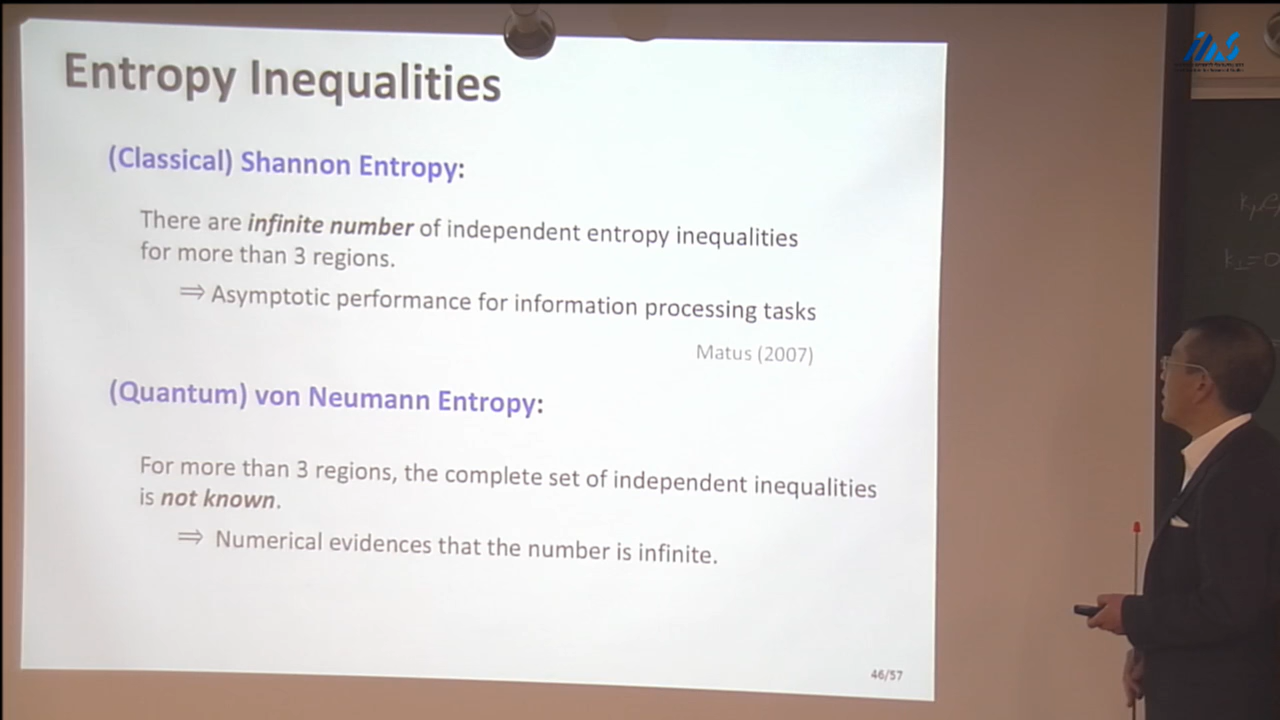 Entropy Inequalities
(Classical) Shannon Entropy:
There are infinite number of independent entropy inequalities
for more than 3 regions.
⇒ Asymptotic performance for information processing tasks
Matus (2007)
(Quantum) von Neumann Entropy:
For more than 3 regions, the complete set of independent inequalities
is not known.
⇒ Numerical evidences that the number is infinite.
46/57